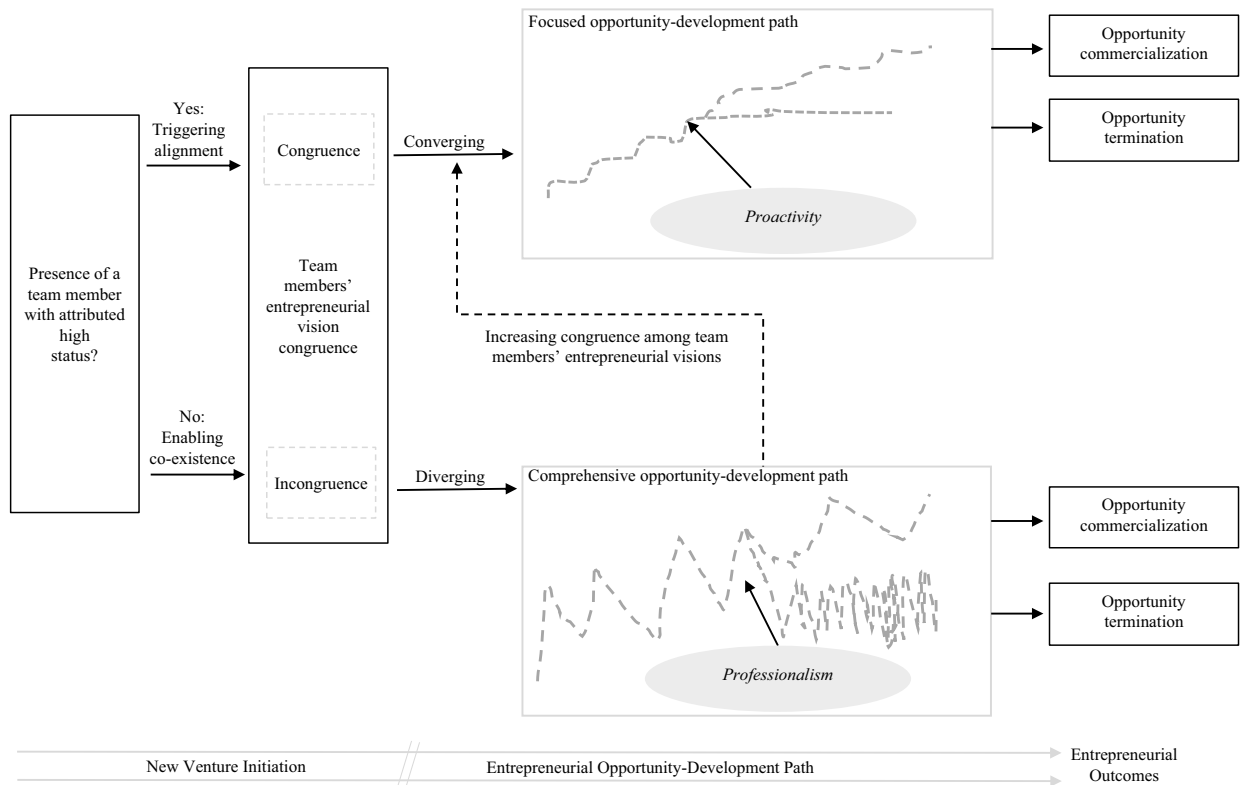 Focused opportunity-development path
Opportunity
commercialization
Opportunity
termination
Yes:
Triggering
alignment
Congruence
Converging
Proactivity
Presence of a
team member
with attributed
high
status?
Team
members’
entrepreneurial
vision
congruence
Increasing congruence among team
members’ entrepreneurial visions
No:
Enabling
co-existence
Incongruence
Diverging
Comprehensive opportunity-development path
Opportunity
commercialization
Opportunity
termination
Professionalism
New Venture Initiation
Entrepreneurial Opportunity-Development Path
Entrepreneurial
Outcomes